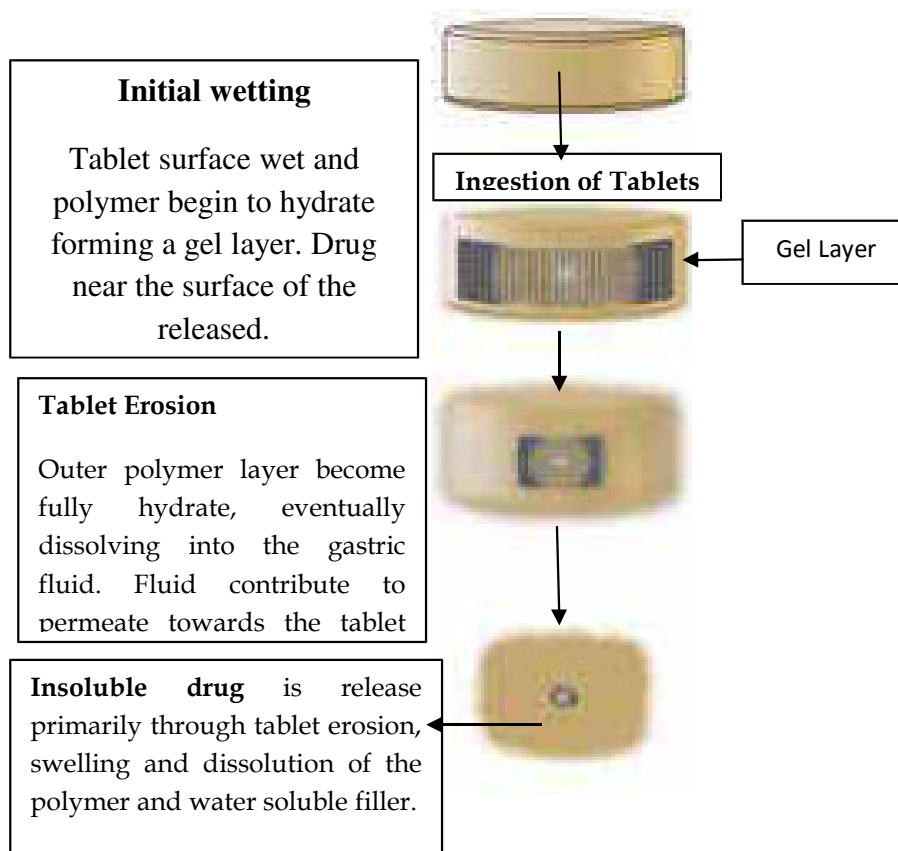 Initial wetting
Tablet surface wet and
polymer begin to hydrate
forming a gel layer. Drug
near the surface of the
released.
Ingestion of Tablets
Gel Layer
Tablet Erosion
Outer polymer layer become
fully hydrate, eventually
dissolving into the gastric
fluid. Fluid contribute to
permeate towards the tablet
Insoluble drug is release
primarily through tablet erosion,
swelling and dissolution of the
polymer and water soluble filler.